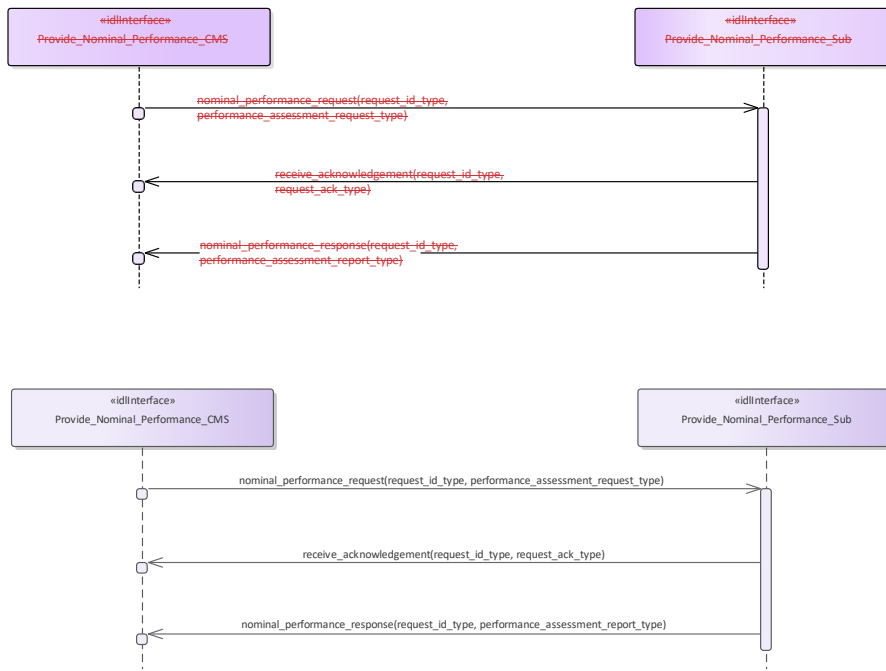 «idlInterface»
Provide_Nominal_Performance_CMS
«idlInterface»
Provide_Nominal_Performance_Sub
nominal_performance_request(request_id_type,
performance_assessment_request_type)
receive_acknowledgement(request_id_type,
request_ack_type)
nominal_performance_response(request_id_type,
performance_assessment_report_type)
«idlInterface»
Provide_Nominal_Performance_CMS
«idlInterface»
Provide_Nominal_Performance_Sub
nominal_performance_request(request_id_type, performance_assessment_request_type)
receive_acknowledgement(request_id_type, request_ack_type)
nominal_performance_response(request_id_type, performance_assessment_report_type)